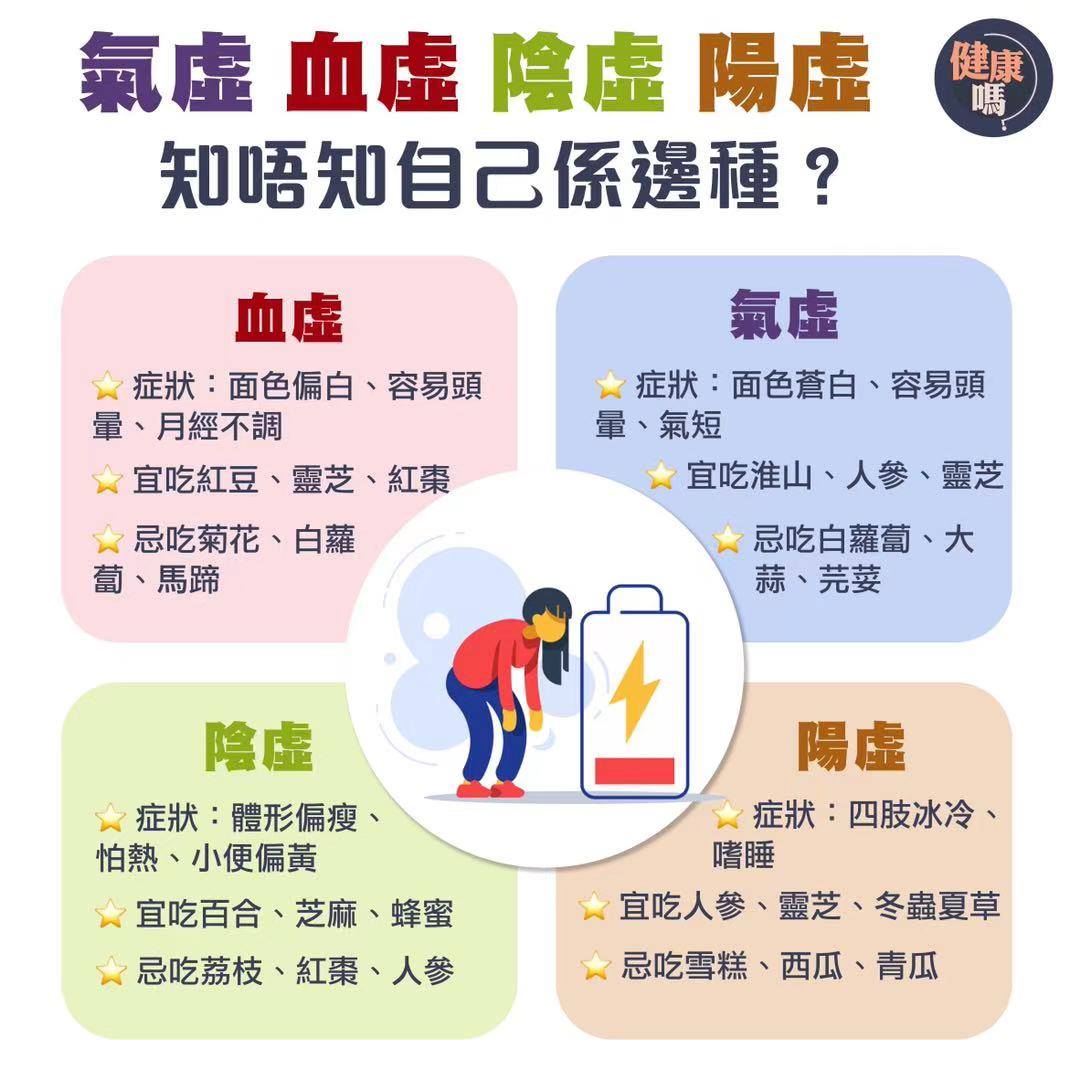 氣虛 血虛 陰虛 陽虛
健康
嗎
知唔知自己係邊種？
血虛
⭐ 症狀：面色偏白、容易頭
暈、月經不調
⭐ 宜吃紅豆、靈芝、紅棗
⭐ 忌吃菊花、白蘿
蔔、馬蹄
氣虛
⭐ 症狀：面色蒼白、容易頭
暈、氣短
⭐ 宜吃淮山、人參、靈芝
⭐ 忌吃白蘿蔔、大
蒜、芫荽
陰虛
⭐ 症狀：體形偏瘦、
怕熱、小便偏黃
⭐ 宜吃百合、芝麻、蜂蜜
⭐ 忌吃荔枝、紅棗、人參
陽虛
⭐ 症狀：四肢冰冷、
嗜睡
⭐ 宜吃人參、靈芝、冬蟲夏草
⭐ 忌吃雪糕、西瓜、青瓜